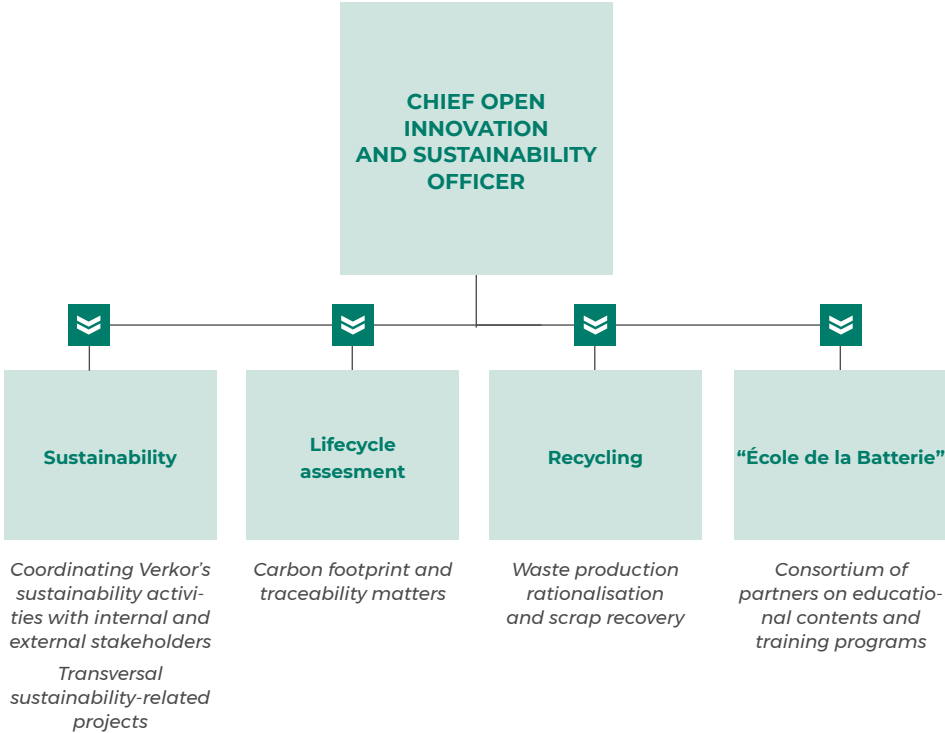 CHIEF OPEN
INNOVATION
AND SUSTAINABILITY
OFFICER
Sustainability
Lifecycle
assesment
Recycling
“École de la Batterie”
Coordinating Verkor's
sustainability activi-
ties with internal and
external stakeholders
Transversal
sustainability-related
projects
Carbon footprint and
traceability matters
Waste production
rationalisation
and scrap recovery
Consortium of
partners on educatio-
nal contents and
training programs